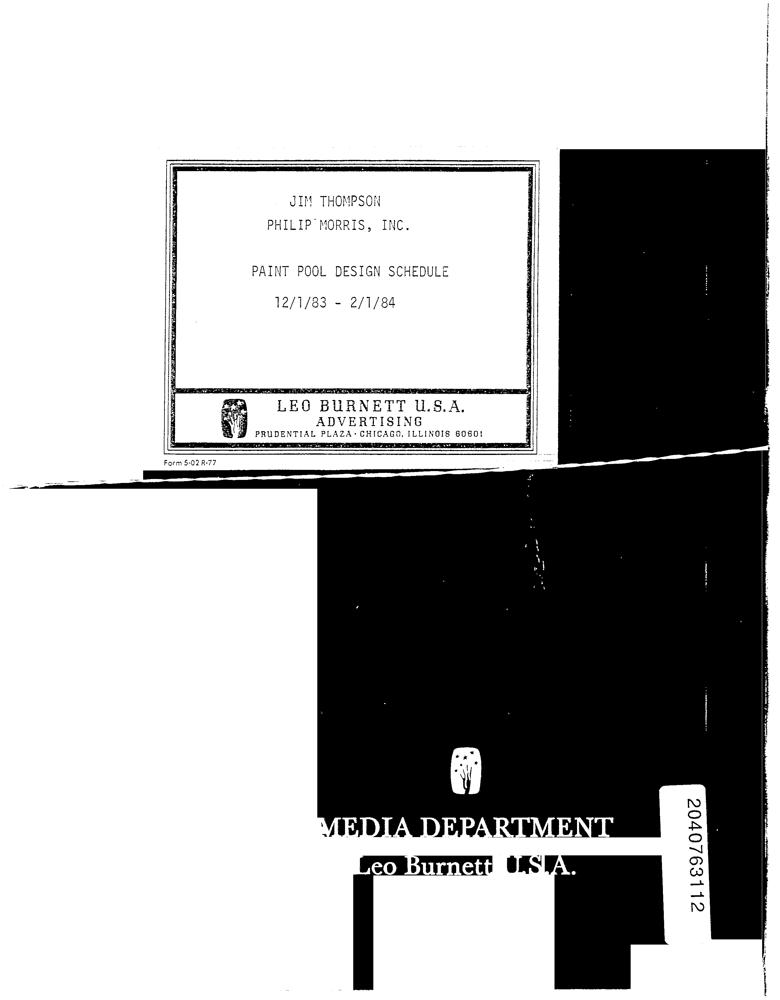 JIM THOMPSON
PHILIP MORRIS, INC.
PAINT POOL DESIGN SCHEDULE
12/1/83 - 2/1/84
LEO BURNETT U.S.A.
ADVERTISING
PRUDENTIAL PLAZA · CHICAGO, ILLINOIS 60601
Form 5-02 R-77
MEDIA DEPARTMENT
Leo Burnett U.S.A.
2040763112